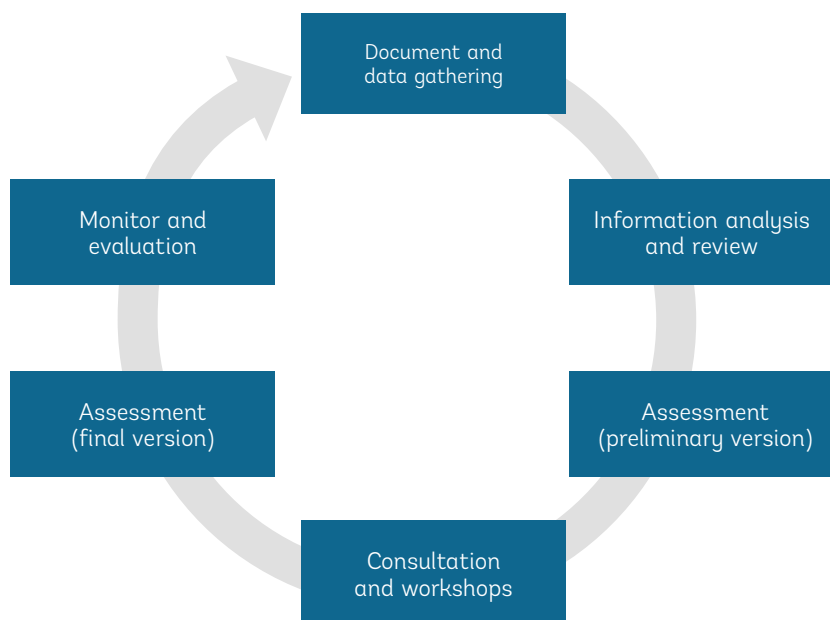 Document and
data gathering
Information analysis
and review
Assessment
(preliminary version)
Consultation
and workshops
Assessment
(final version)
Monitor and
evaluation